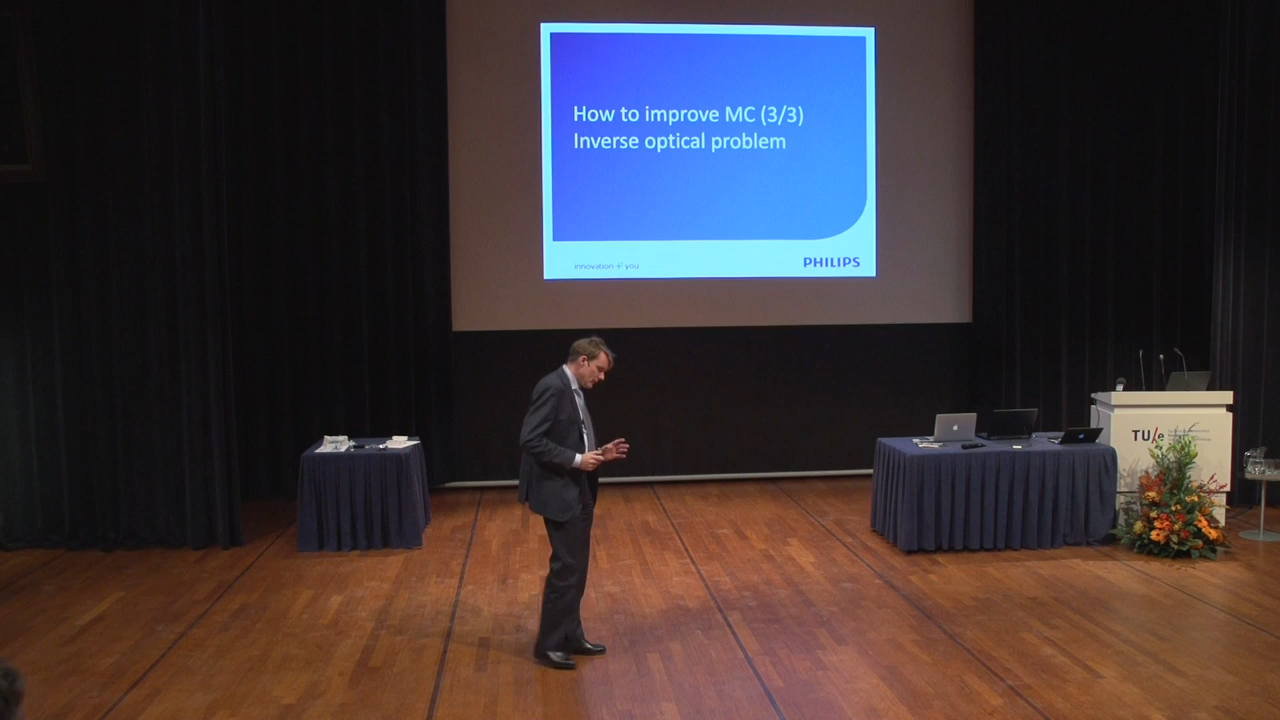 How to improve MC (3/3)
Inverse optical problem
innovation + you
PHILIPS
TU/e